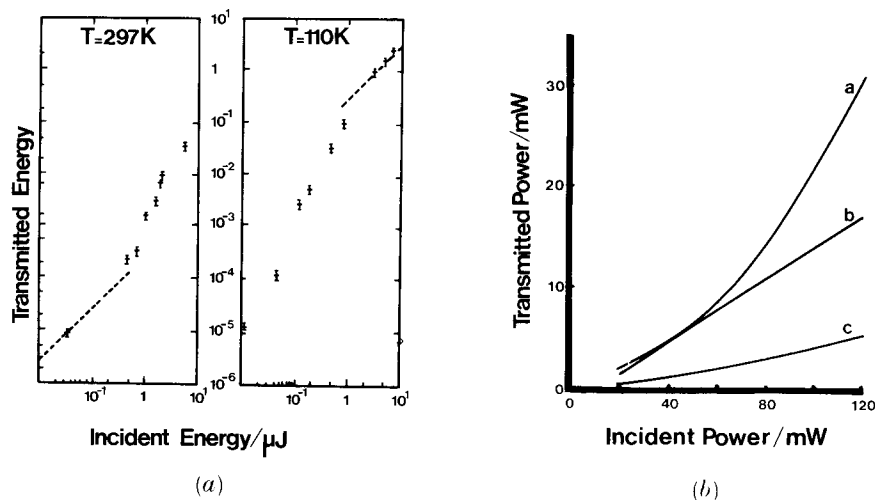 T=297K
T=110K
10¹
1
10⁻¹
10⁻²
10⁻³
10⁻⁴
10⁻⁵
10⁻⁶
Transmitted Energy
10⁻¹ 1 10¹
10⁻¹ 1 10¹
Incident Energy/μJ
(a)
30
20
10
0
Transmitted Power/mW
a
b
c
0 40 80 120
Incident Power/mW
(b)